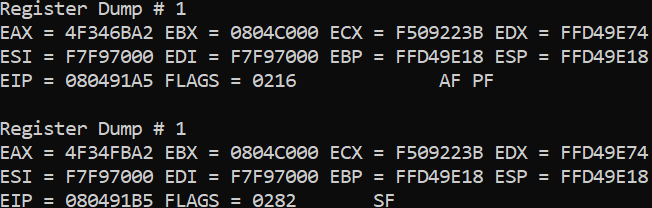 Register Dump # 1
EAX = 4F346BA2 EBX = 0804C000 ECX = F509223B EDX = FFD49E74
ESI = F7F97000 EDI = F7F97000 EBP = FFD49E18 ESP = FFD49E18
EIP = 080491A5 FLAGS = 0216 AF PF
Register Dump # 1
EAX = 4F34FBA2 EBX = 0804C000 ECX = F509223B EDX = FFD49E74
ESI = F7F97000 EDI = F7F97000 EBP = FFD49E18 ESP = FFD49E18
EIP = 080491B5 FLAGS = 0282 SF